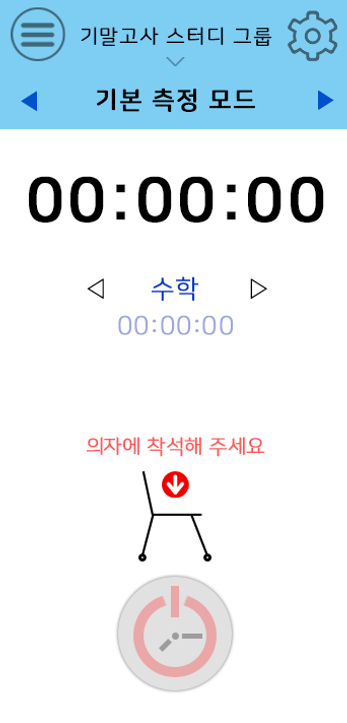 기말고사 스터디 그룹
기본 측정 모드
00:00:00
수학
00:00:00
의자에 착석해 주세요